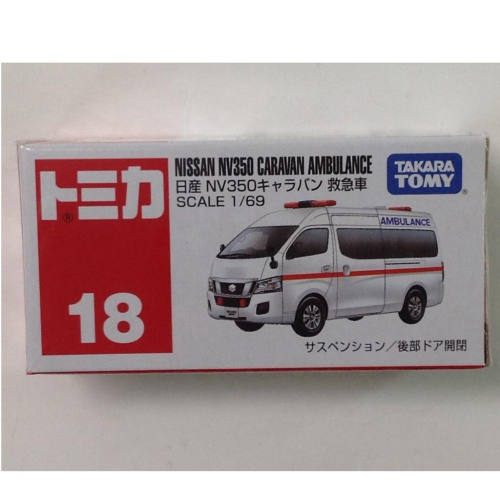 トミカ
®
18
NISSAN NV350 CARAVAN AMBULANCE
日産 NV350キャラバン 救急車
SCALE 1/69
TAKARA
TOMY
®
AMBULANCE
サスペンション/後部ドア開閉